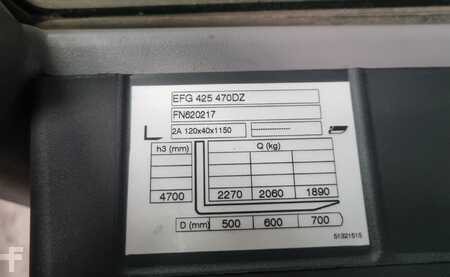 EFG 425 470DZ
FN620217
2A 120x40x1150
h3 (mm) Q (kg)
4700 2270 2060 1890
D (mm) 500 600 700
51321515
F